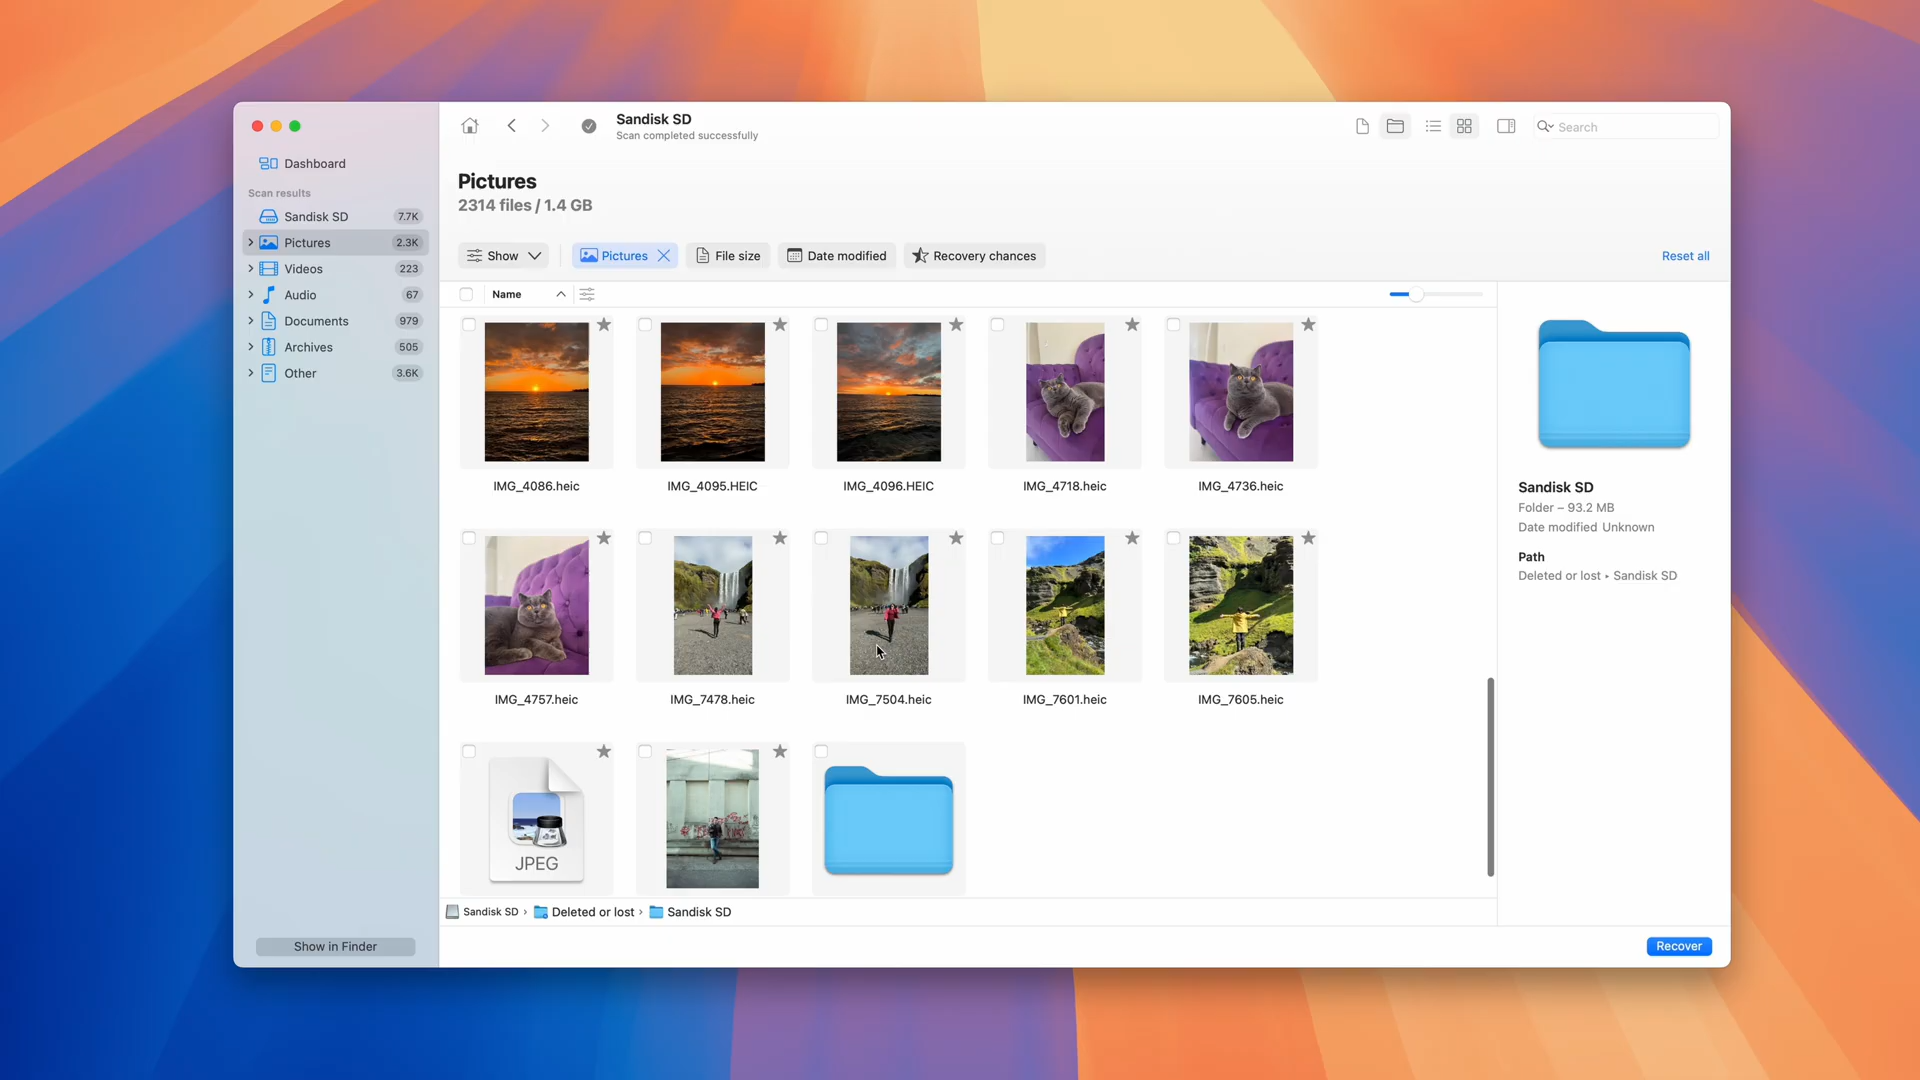 Sandisk SD
Scan completed successfully
Search
Dashboard
Scan results
Sandisk SD 7.7K
Pictures 2.3K
Videos 223
Audio 67
Documents 979
Archives 505
Other 3.6K
Show in Finder
Pictures
2314 files / 1.4 GB
Show
Pictures
File size
Date modified
Recovery chances
Reset all
Name
IMG_4086.heic
IMG_4095.HEIC
IMG_4096.HEIC
IMG_4718.heic
IMG_4736.heic
IMG_4757.heic
IMG_7478.heic
IMG_7504.heic
IMG_7601.heic
IMG_7605.heic
JPEG
Sandisk SD › Deleted or lost › Sandisk SD
Sandisk SD
Folder – 93.2 MB
Date modified Unknown
Path
Deleted or lost ▸ Sandisk SD
Recover